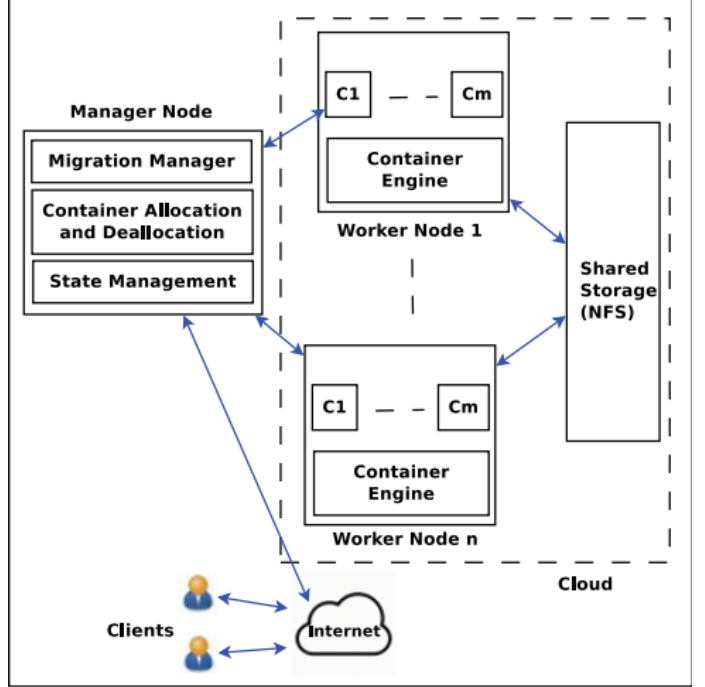 Manager Node
Migration Manager
Container Allocation
and Deallocation
State Management
C1
Cm
Container
Engine
Worker Node 1
Shared
Storage
(NFS)
C1
Cm
Container
Engine
Worker Node n
Cloud
Clients
Internet